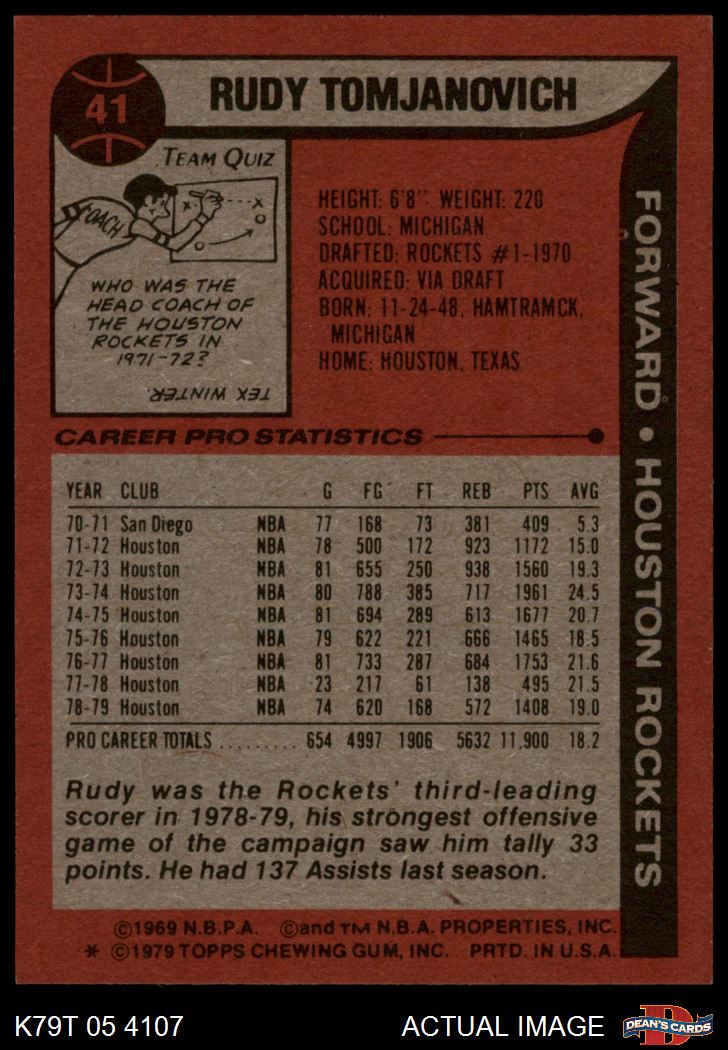 41
RUDY TOMJANOVICH
TEAM QUIZ
COACH
WHO WAS THE
HEAD COACH OF
THE HOUSTON
ROCKETS IN
1971-72?
TEX WINTER
HEIGHT: 6'8" WEIGHT: 220
SCHOOL: MICHIGAN
DRAFTED: ROCKETS #1-1970
ACQUIRED: VIA DRAFT
BORN: 11-24-48, HAMTRAMCK,
MICHIGAN
HOME: HOUSTON, TEXAS
FORWARD • HOUSTON ROCKETS
CAREER PRO STATISTICS
YEAR CLUB G FG FT REB PTS AVG
70-71 San Diego NBA 77 168 73 381 409 5.3
71-72 Houston NBA 78 500 172 923 1172 15.0
72-73 Houston NBA 81 655 250 938 1560 19.3
73-74 Houston NBA 80 788 385 717 1961 24.5
74-75 Houston NBA 81 694 289 613 1677 20.7
75-76 Houston NBA 79 622 221 666 1465 18.5
76-77 Houston NBA 81 733 287 684 1753 21.6
77-78 Houston NBA 23 217 61 138 495 21.5
78-79 Houston NBA 74 620 168 572 1408 19.0
PRO CAREER TOTALS ......... 654 4997 1906 5632 11,900 18.2
Rudy was the Rockets' third-leading
scorer in 1978-79, his strongest offensive
game of the campaign saw him tally 33
points. He had 137 Assists last season.
©1969 N.B.P.A. ©and TM N.B.A. PROPERTIES, INC.
* ©1979 TOPPS CHEWING GUM, INC. PRTD. IN U.S.A.
K79T 05 4107
ACTUAL IMAGE
D
DEAN'S CARDS